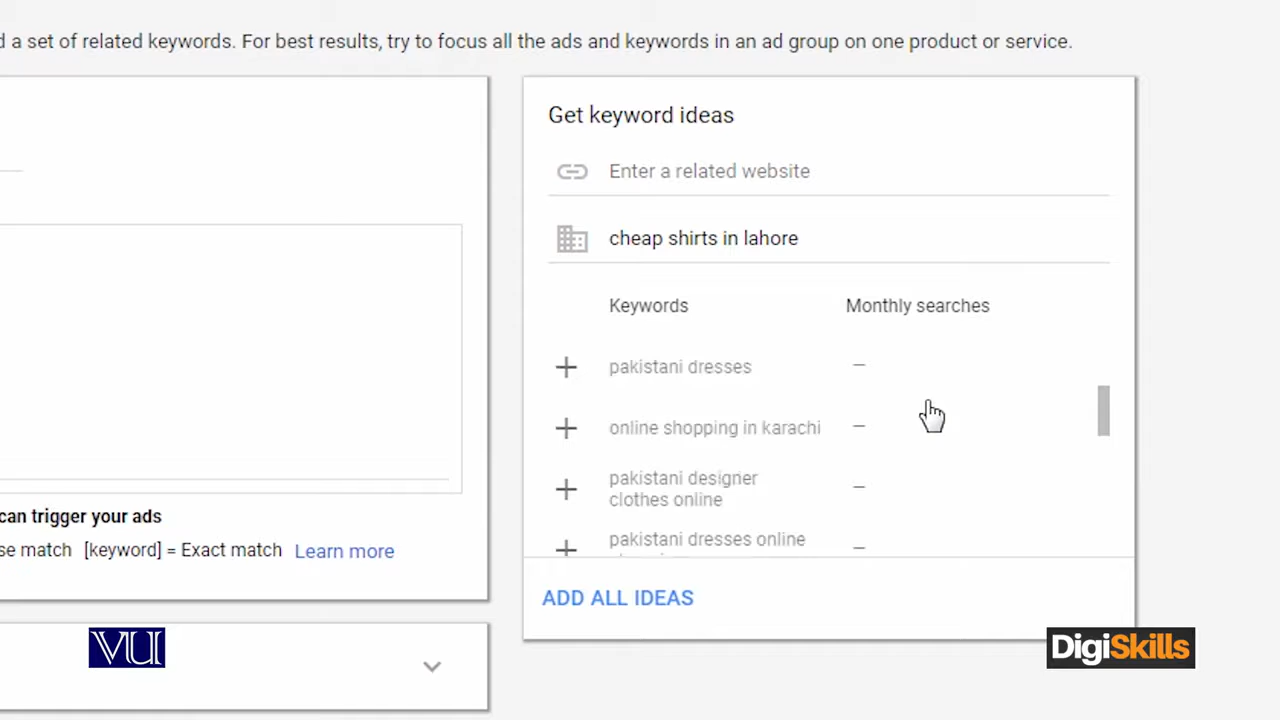 a set of related keywords. For best results, try to focus all the ads and keywords in an ad group on one product or service.
Get keyword ideas
Enter a related website
cheap shirts in lahore
Keywords Monthly searches
+ pakistani dresses –
+ online shopping in karachi –
+ pakistani designer
clothes online –
+ pakistani dresses online –
ADD ALL IDEAS
can trigger your ads
se match [keyword] = Exact match Learn more
VU
DigiSkills